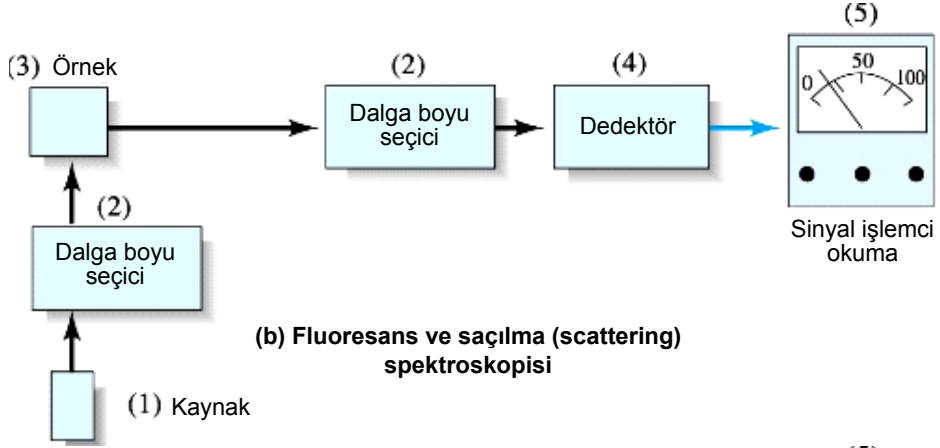 (5)
(3) Örnek
(2)
(4)
0 50 100
Dalga boyu
seçici
Dedektör
(2)
Sinyal işlemci
okuma
Dalga boyu
seçici
(b) Fluoresans ve saçılma (scattering)
spektroskopisi
(1) Kaynak